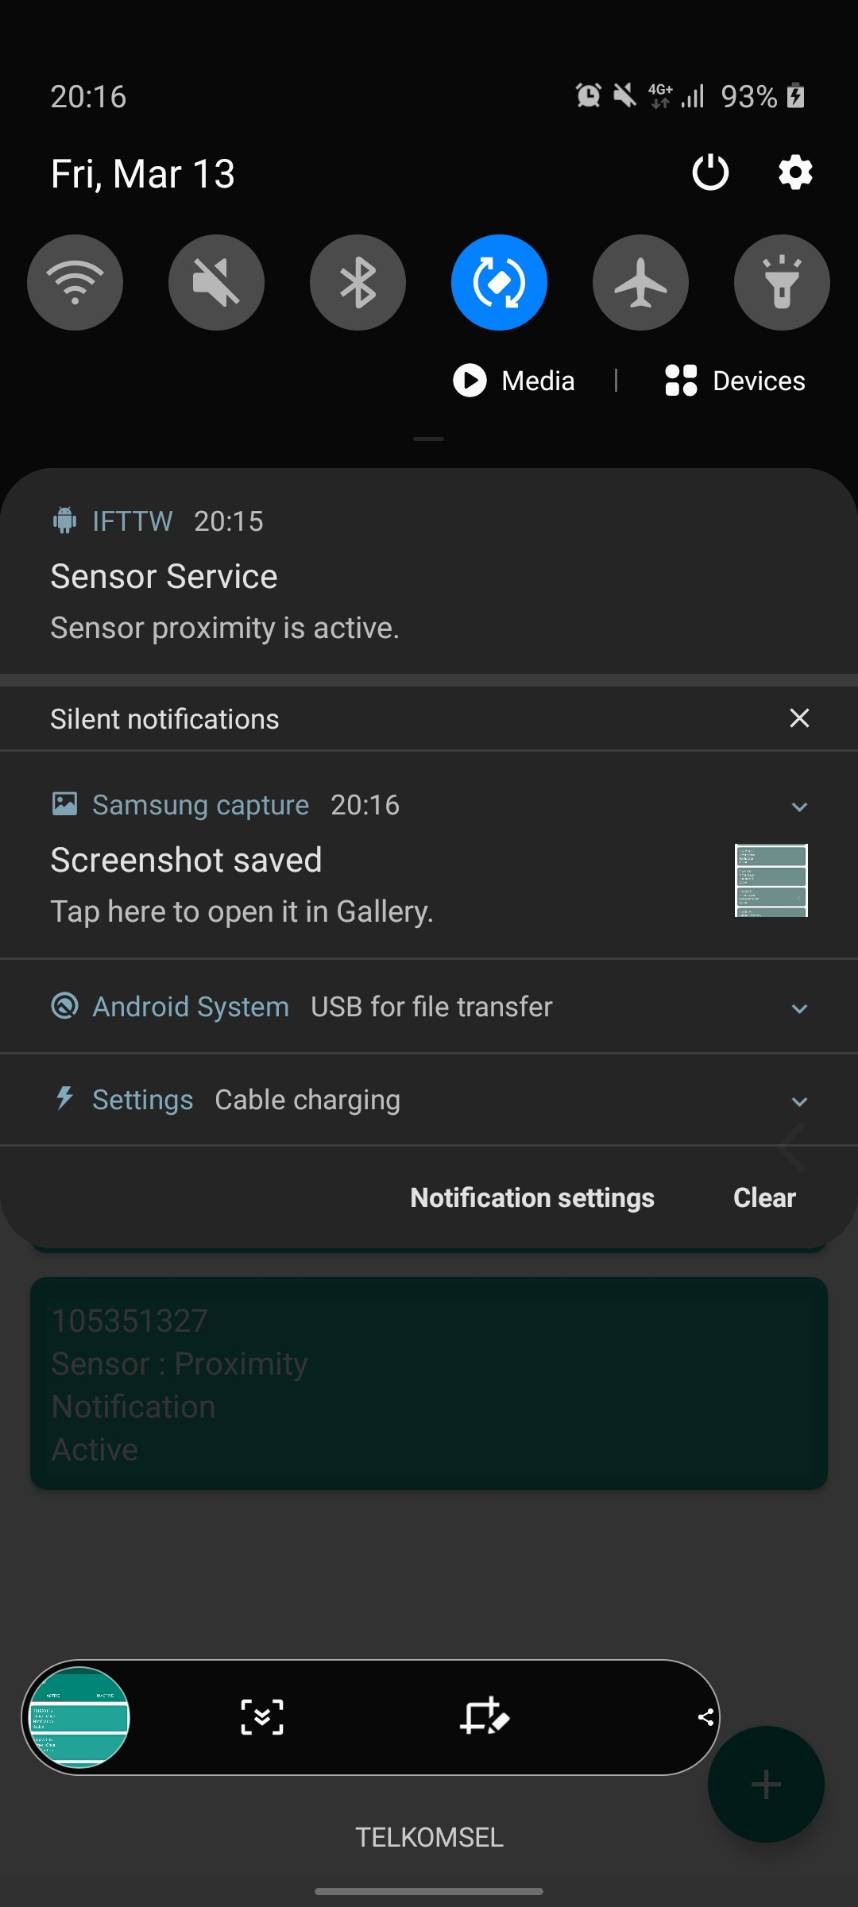 20:16
4G+
93%
Fri, Mar 13
Media | Devices
IFTTW 20:15
Sensor Service
Sensor proximity is active.
Silent notifications
Samsung capture 20:16
Screenshot saved
Tap here to open it in Gallery.
Android System USB for file transfer
Settings Cable charging
Notification settings Clear
105351327
Sensor : Proximity
Notification
Active
TELKOMSEL